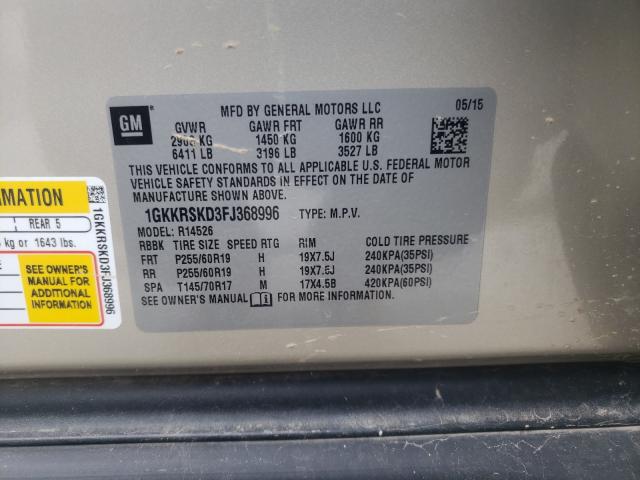 GM
MFD BY GENERAL MOTORS LLC 05/15
GVWR GAWR FRT GAWR RR
2908 KG 1450 KG 1600 KG
6411 LB 3196 LB 3527 LB
THIS VEHICLE CONFORMS TO ALL APPLICABLE U.S. FEDERAL MOTOR
VEHICLE SAFETY STANDARDS IN EFFECT ON THE DATE OF
MANUFACTURE SHOWN ABOVE.
1GKKRSKD3FJ368996 TYPE: M.P.V.
MODEL: R14526
RBBK TIRE SIZE SPEED RTG RIM COLD TIRE PRESSURE
FRT P255/60R19 H 19X7.5J 240KPA(35PSI)
RR P255/60R19 H 19X7.5J 240KPA(35PSI)
SPA T145/70R17 M 17X4.5B 420KPA(60PSI)
SEE OWNER'S MANUAL FOR MORE INFORMATION.
REAR 5
kg or 1643 lbs.
SEE OWNER'S
MANUAL FOR
ADDITIONAL
INFORMATION
1GKKRSKD3FJ368996